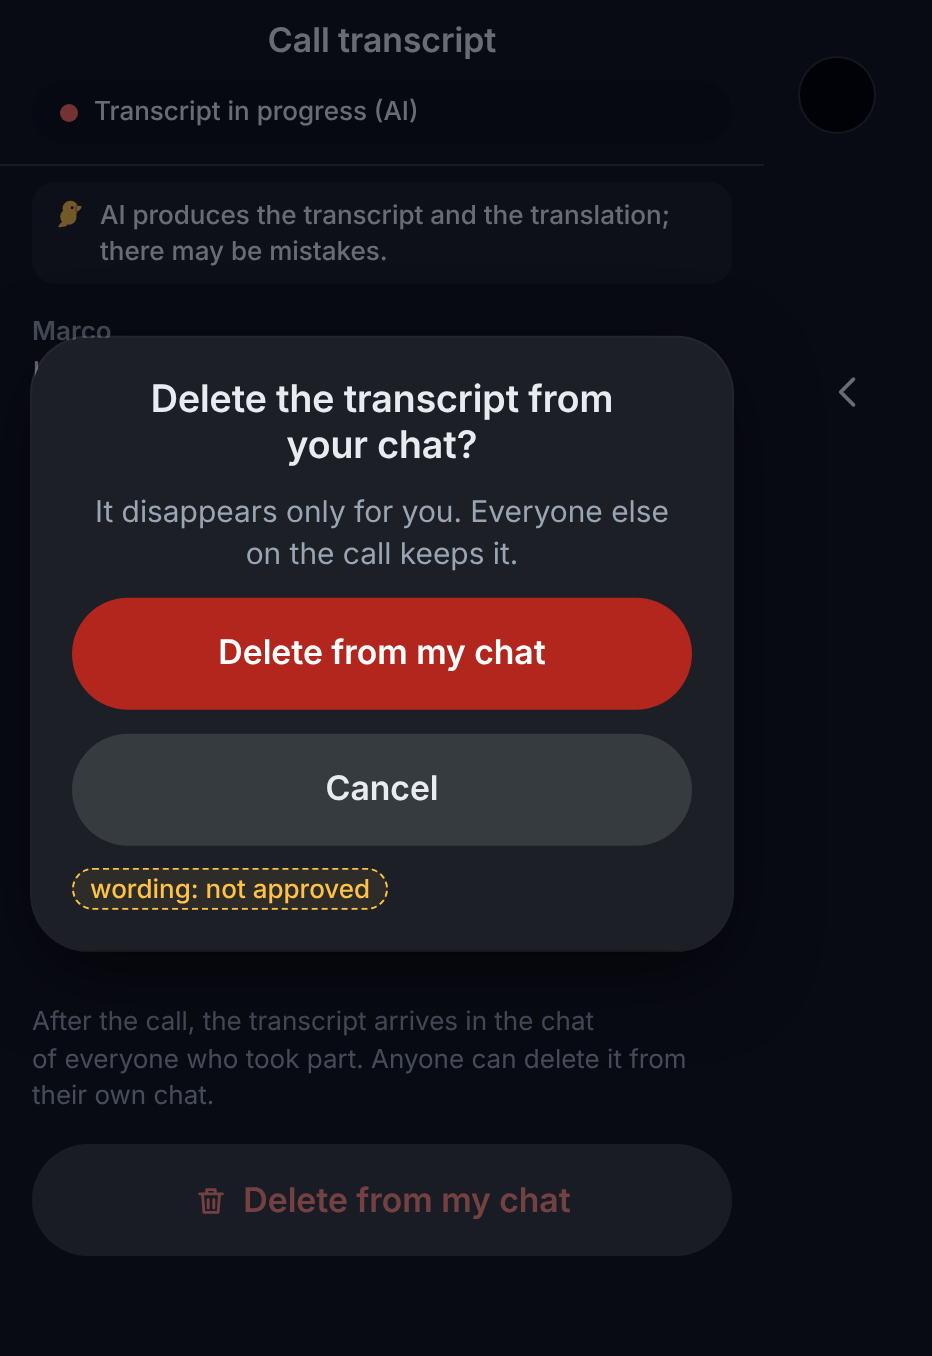 Call transcript
Transcript in progress (AI)
AI produces the transcript and the translation;
there may be mistakes.
Marco
Delete the transcript from
your chat?
It disappears only for you. Everyone else
on the call keeps it.
Delete from my chat
Cancel
wording: not approved
After the call, the transcript arrives in the chat
of everyone who took part. Anyone can delete it from
their own chat.
Delete from my chat